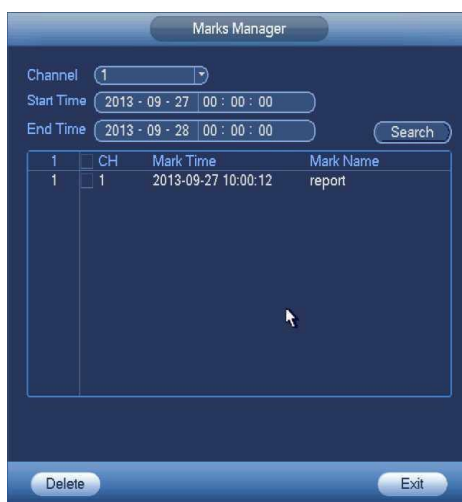 Marks Manager
Channel 1
Start Time 2013 - 09 - 27 00 : 00 : 00
End Time 2013 - 09 - 28 00 : 00 : 00 Search
1 CH Mark Time Mark Name
1 1 2013-09-27 10:00:12 report
Delete Exit